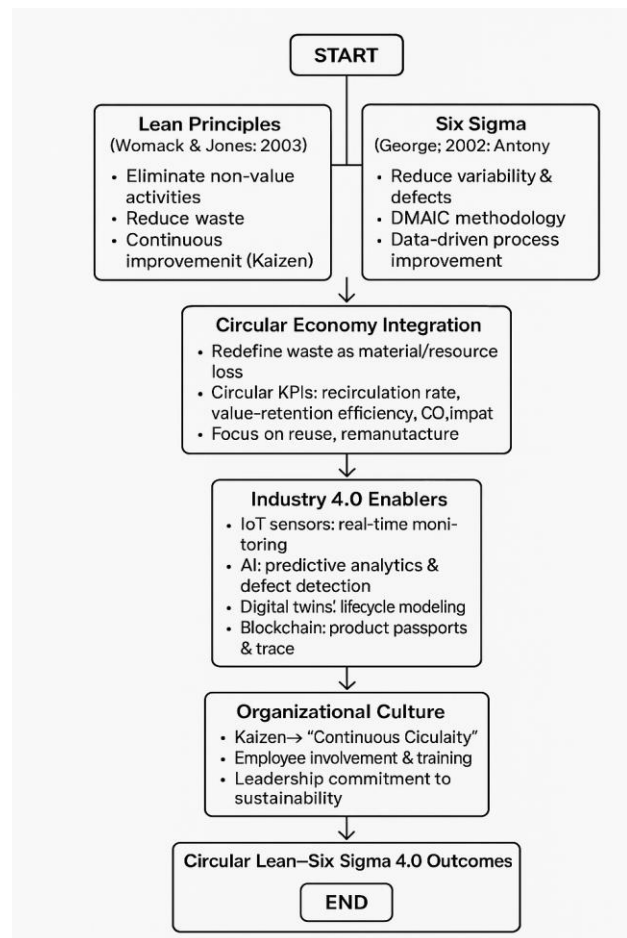 START
Lean Principles
(Womack & Jones: 2003)
• Eliminate non-value
activities
• Reduce waste
• Continuous
improvemenit (Kaizen)
Six Sigma
(George; 2002: Antony
• Reduce variability &
defects
• DMAIC methodology
• Data-driven process
improvement
Circular Economy Integration
• Redefine waste as material/resource
loss
• Circular KPIs: recirculation rate,
value-retention efficiency, CO,impat
• Focus on reuse, remanutacture
Industry 4.0 Enablers
• IoT sensors: real-time moni-
toring
• AI: predictive analytics &
defect detection
• Digital twins: lifecycle modeling
• Blockchain: product passports
& trace
Organizational Culture
• Kaizen→ “Continuous Ciculaity”
• Employee involvement & training
• Leadership commitment to
sustainability
Circular Lean–Six Sigma 4.0 Outcomes
END